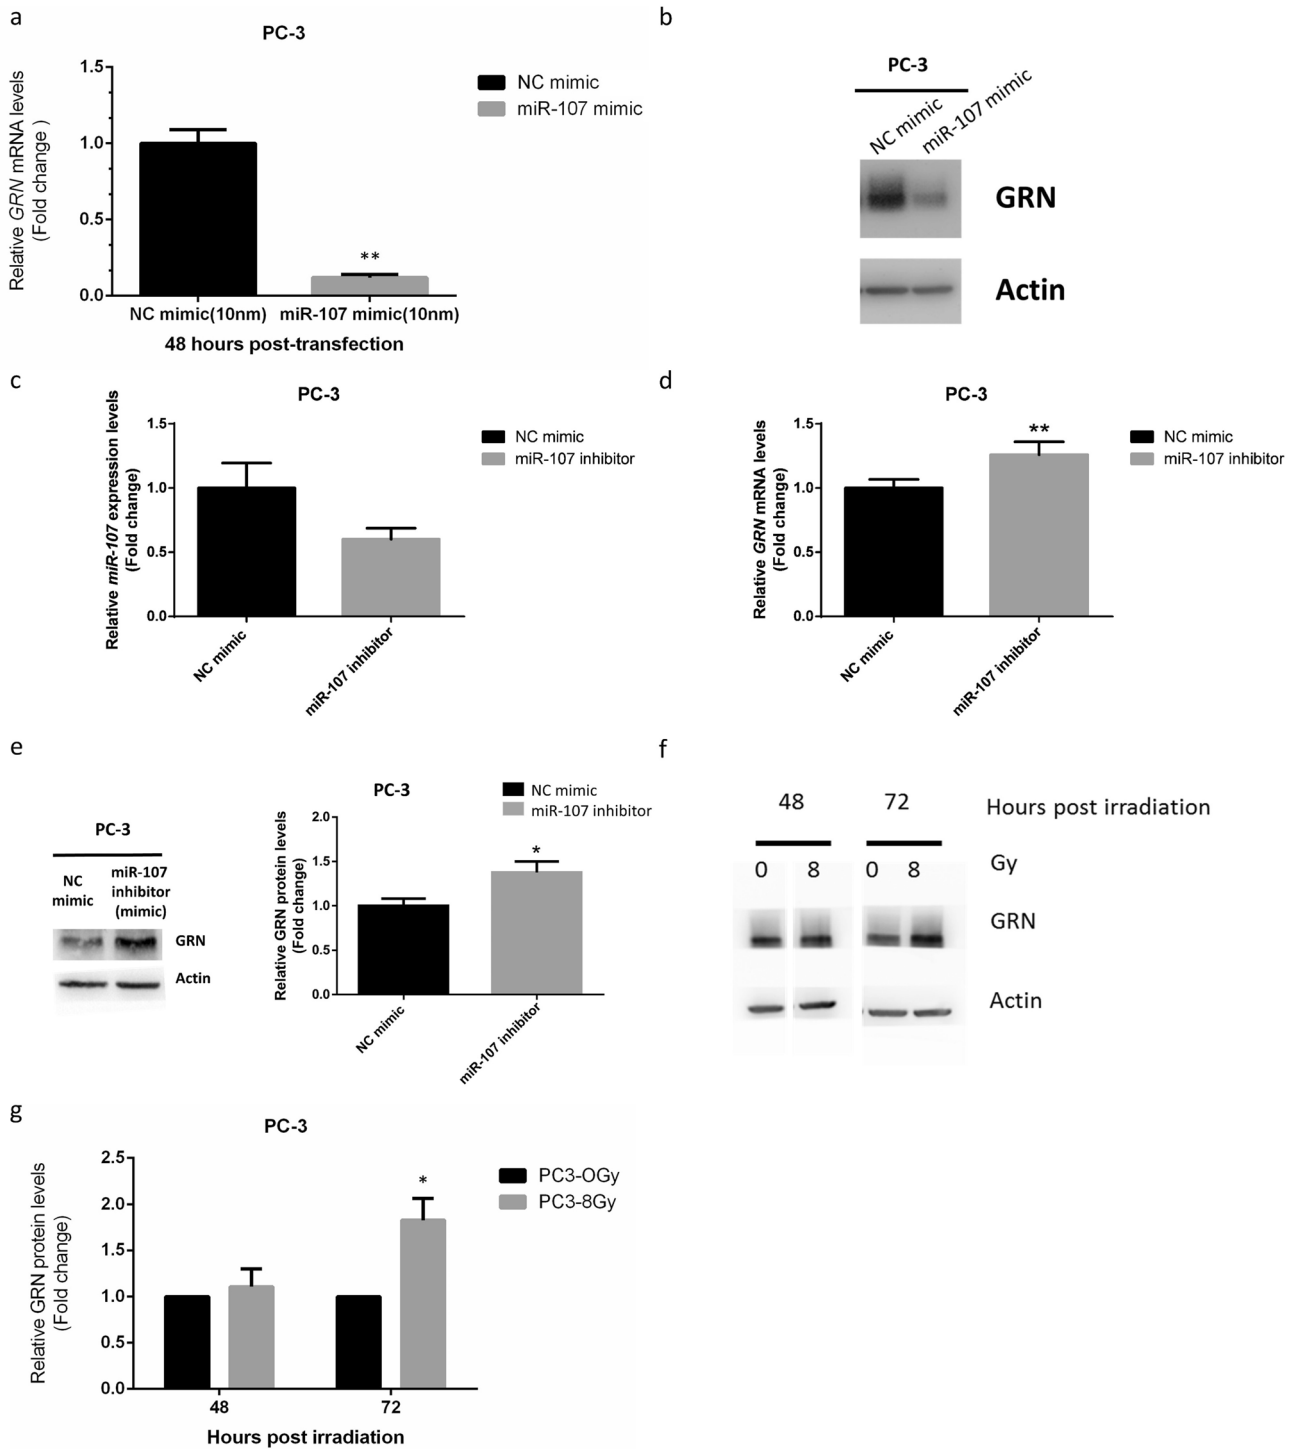 a
PC-3
Relative GRN mRNA levels
(Fold change )
1.5
1.0
0.5
0.0
NC mimic(10nm)
miR-107 mimic(10nm)
48 hours post-transfection
NC mimic
miR-107 mimic
**
b
PC-3
NC mimic
miR-107 mimic
GRN
Actin
c
PC-3
Relative miR-107 expression levels
(Fold change)
1.5
1.0
0.5
0.0
NC mimic
miR-107 inhibitor
NC mimic
miR-107 inhibitor
d
PC-3
Relative GRN mRNA levels
(Fold change)
1.5
1.0
0.5
0.0
**
NC mimic
miR-107 inhibitor
NC mimic
miR-107 inhibitor
e
PC-3
NC
mimic
miR-107
inhibitor
(mimic)
GRN
Actin
PC-3
Relative GRN protein levels
(Fold change)
2.0
1.5
1.0
0.5
0.0
*
NC mimic
miR-107 inhibitor
NC mimic
miR-107 inhibitor
f
48
72
Hours post irradiation
0
8
0
8
Gy
GRN
Actin
g
PC-3
Relative GRN protein levels
(Fold change)
2.5
2.0
1.5
1.0
0.5
0.0
*
48
72
Hours post irradiation
PC3-OGy
PC3-8Gy